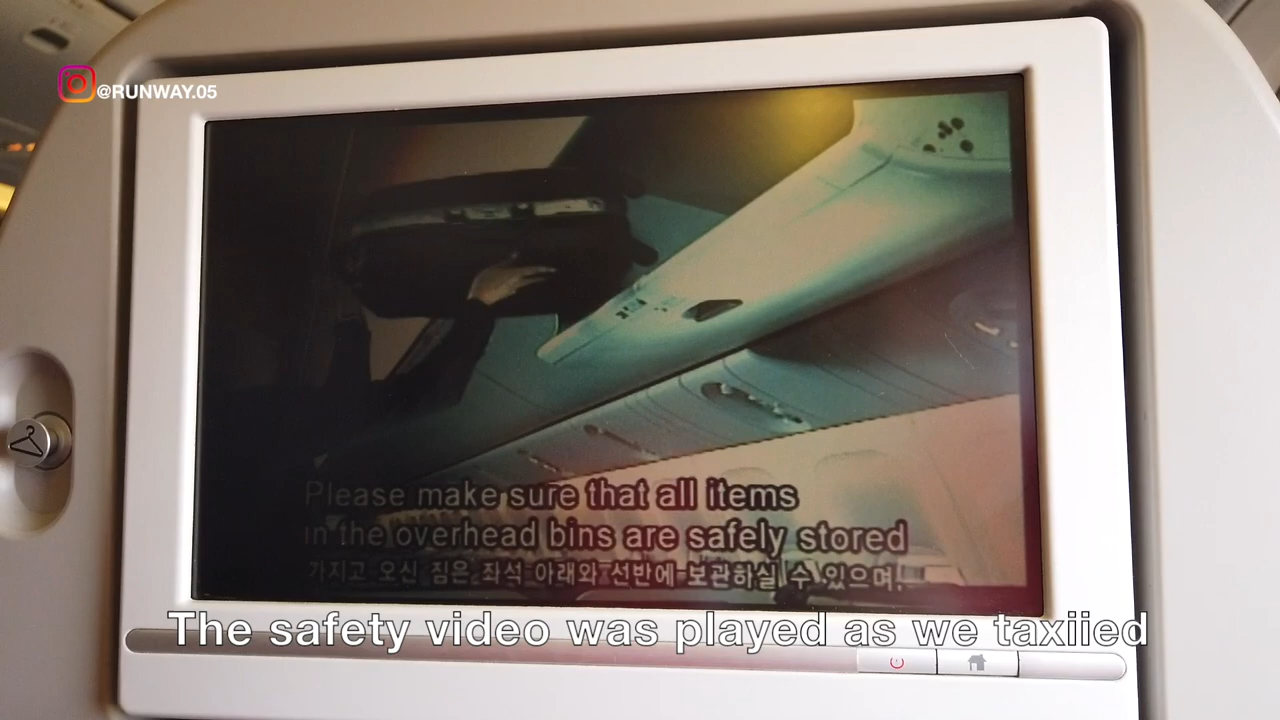 @RUNWAY.05
Please make sure that all items
in the overhead bins are safely stored
가지고 오신 짐은 좌석 아래와 선반에 보관하실 수 있으며,
The safety video was played as we taxiied